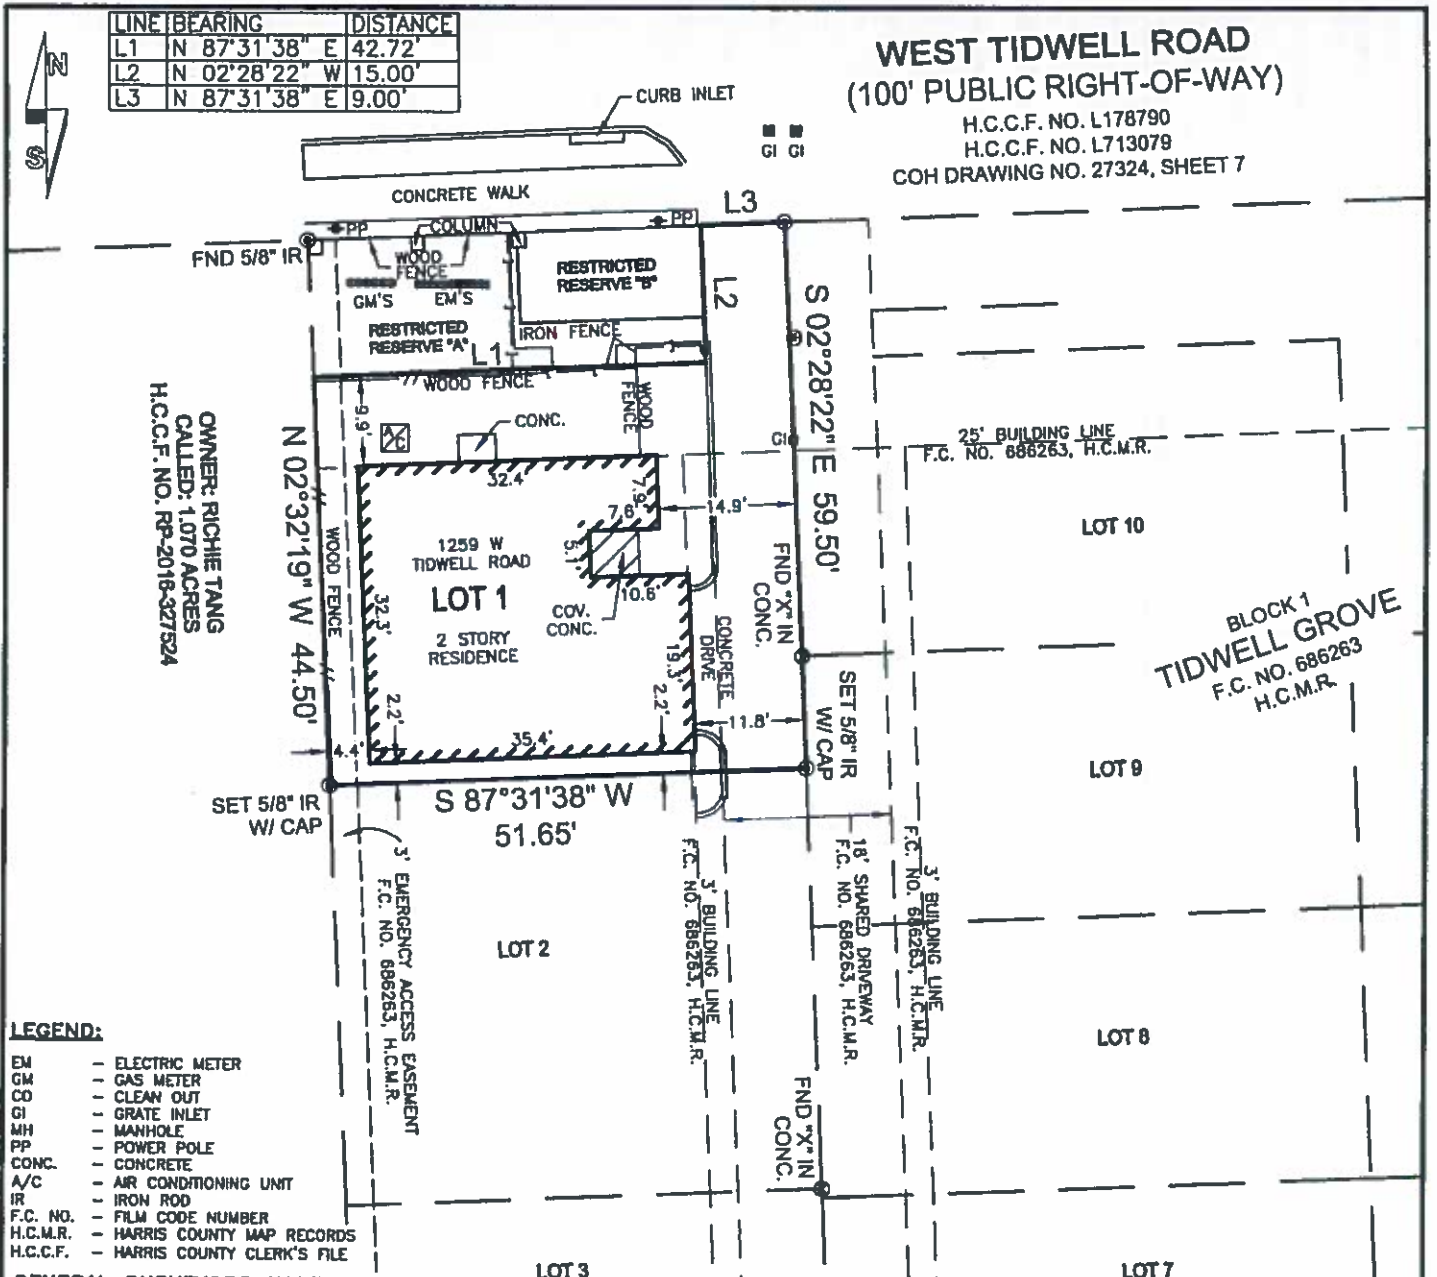 LINE BEARING DISTANCE
L1 N 87°31'38" E 42.72'
L2 N 02°28'22" W 15.00'
L3 N 87°31'38" E 9.00'
N
S
WEST TIDWELL ROAD
(100' PUBLIC RIGHT-OF-WAY)
H.C.C.F. NO. L178790
H.C.C.F. NO. L713079
COH DRAWING NO. 27324, SHEET 7
CURB INLET
GI GI
CONCRETE WALK
L3
PP
COLUMN
PP
FND 5/8" IR
WOOD
FENCE
GM'S
EM'S
RESTRICTED
RESERVE "B"
L2
RESTRICTED
RESERVE "A"
L1
IRON FENCE
WOOD FENCE
WOOD
FENCE
S 02°28'22" E 59.50'
OWNER: RICHIE TANG
CALLED: 1.070 ACRES
H.C.C.F. NO. RP-2016-327524
N 02°32'19" W 44.50'
WOOD FENCE
9.9'
A/C
CONC.
GI
25' BUILDING LINE
F.C. NO. 686263, H.C.M.R.
32.4'
7.9'
7.6'
14.9'
5.1'
10.6'
1259 W
TIDWELL ROAD
LOT 1
2 STORY
RESIDENCE
COV.
CONC.
32.3'
19.3'
CONCRETE
DRIVE
FND "X" IN
CONC.
LOT 10
BLOCK 1
TIDWELL GROVE
F.C. NO. 686263
H.C.M.R.
2.2'
2.2'
11.8'
4.4'
35.4'
SET 5/8" IR
W/ CAP
LOT 9
SET 5/8" IR
W/ CAP
S 87°31'38" W
51.65'
3' EMERGENCY ACCESS EASEMENT
F.C. NO. 686263, H.C.M.R.
3' BUILDING LINE
F.C. NO. 686263, H.C.M.R.
18' SHARED DRIVEWAY
F.C. NO. 686263, H.C.M.R.
3' BUILDING LINE
F.C. NO. 686263, H.C.M.R.
LOT 2
LOT 8
FND "X" IN
CONC.
LEGEND:
EM - ELECTRIC METER
GM - GAS METER
CO - CLEAN OUT
GI - GRATE INLET
MH - MANHOLE
PP - POWER POLE
CONC. - CONCRETE
A/C - AIR CONDITIONING UNIT
IR - IRON ROD
F.C. NO. - FILM CODE NUMBER
H.C.M.R. - HARRIS COUNTY MAP RECORDS
H.C.C.F. - HARRIS COUNTY CLERK'S FILE
LOT 3
LOT 7